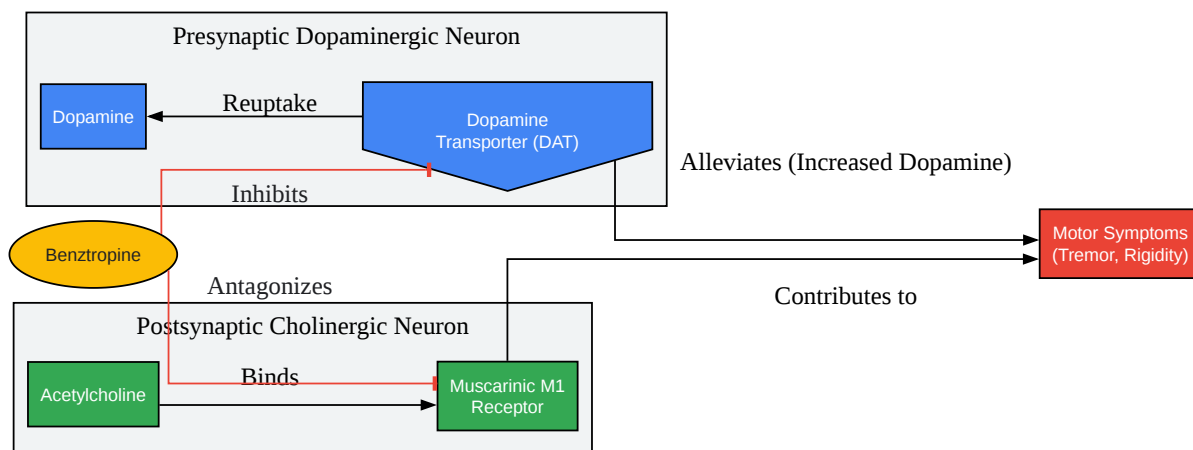 Presynaptic Dopaminergic Neuron
Dopamine
Reuptake
Dopamine
Transporter (DAT)
Alleviates (Increased Dopamine)
Inhibits
Motor Symptoms
(Tremor, Rigidity)
Benztropine
Antagonizes
Contributes to
Postsynaptic Cholinergic Neuron
Acetylcholine
Binds
Muscarinic M1
Receptor